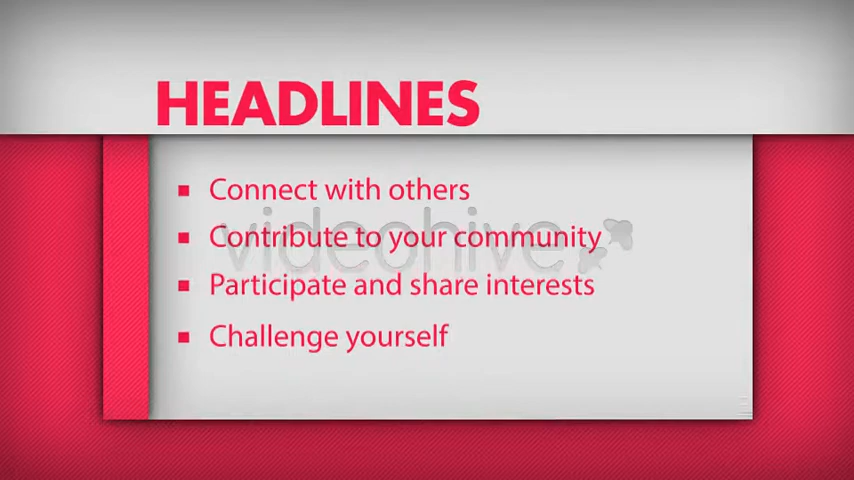 HEADLINES
Connect with others
Contribute to your community
Participate and share interests
Challenge yourself
videohive